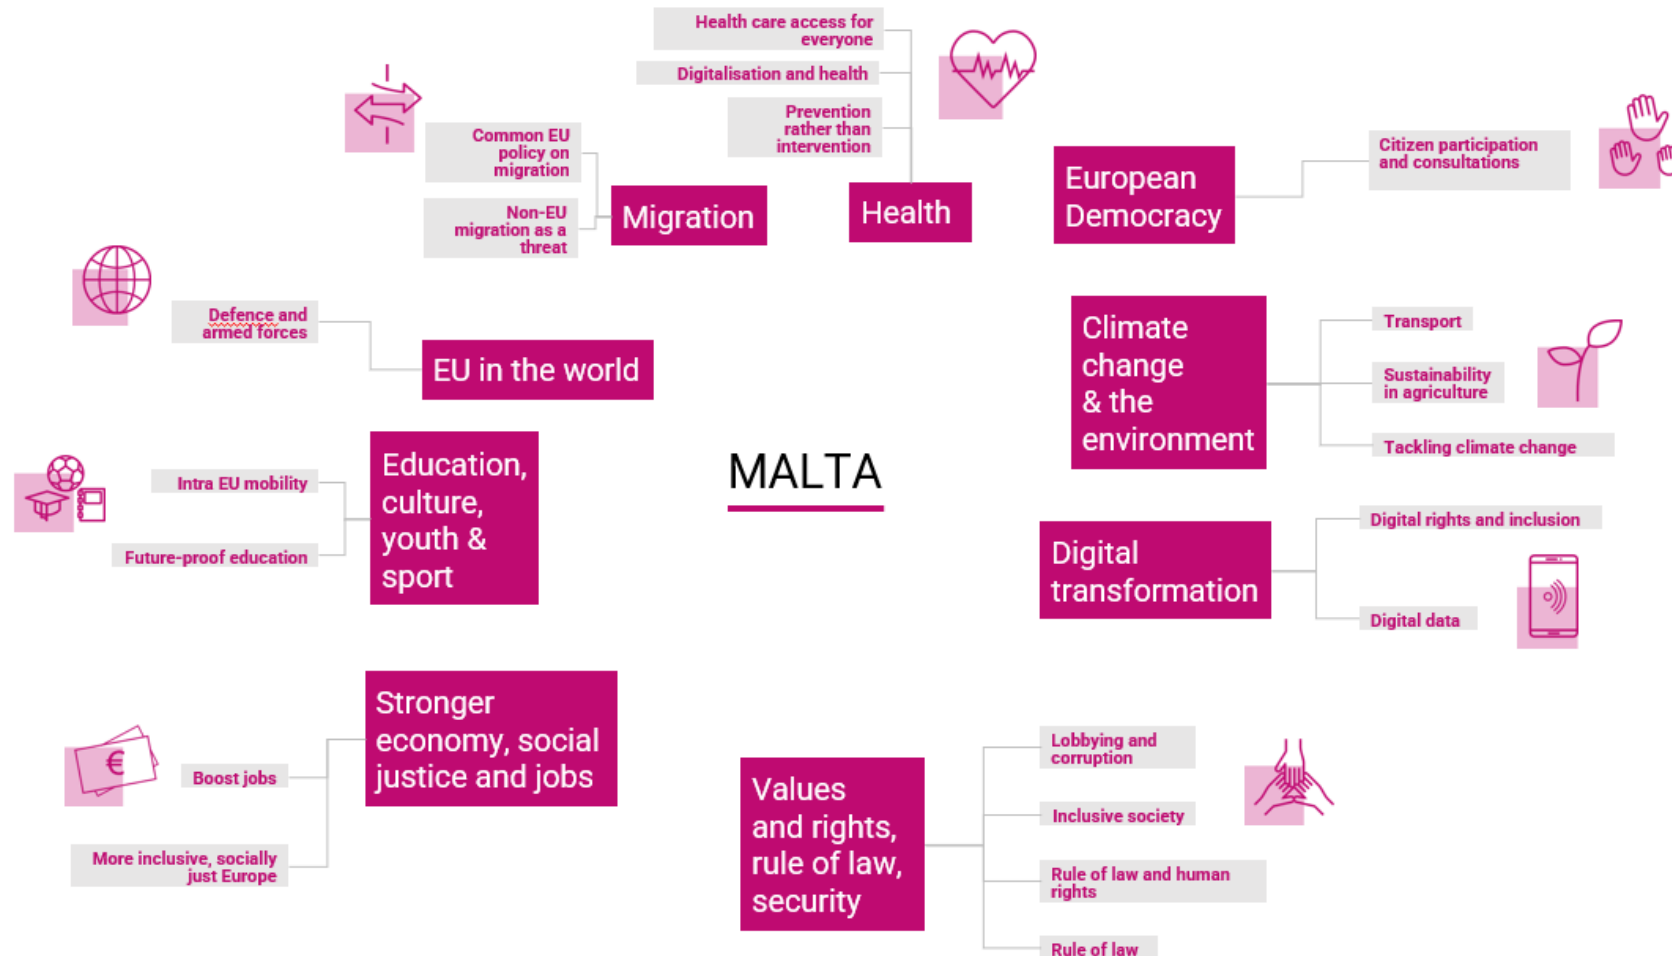 Health care access for
everyone
Digitalisation and health
Prevention
rather than
intervention
Health
Common EU
policy on
migration
Non-EU
migration as a
threat
Migration
European
Democracy
Citizen participation
and consultations
Defence and
armed forces
EU in the world
Climate
change
& the
environment
Transport
Sustainability
in agriculture
Tackling climate change
MALTA
Intra EU mobility
Future-proof education
Education,
culture,
youth &
sport
Digital
transformation
Digital rights and inclusion
Digital data
Stronger
economy, social
justice and jobs
€
Boost jobs
More inclusive, socially
just Europe
Values
and rights,
rule of law,
security
Lobbying and
corruption
Inclusive society
Rule of law and human
rights
Rule of law